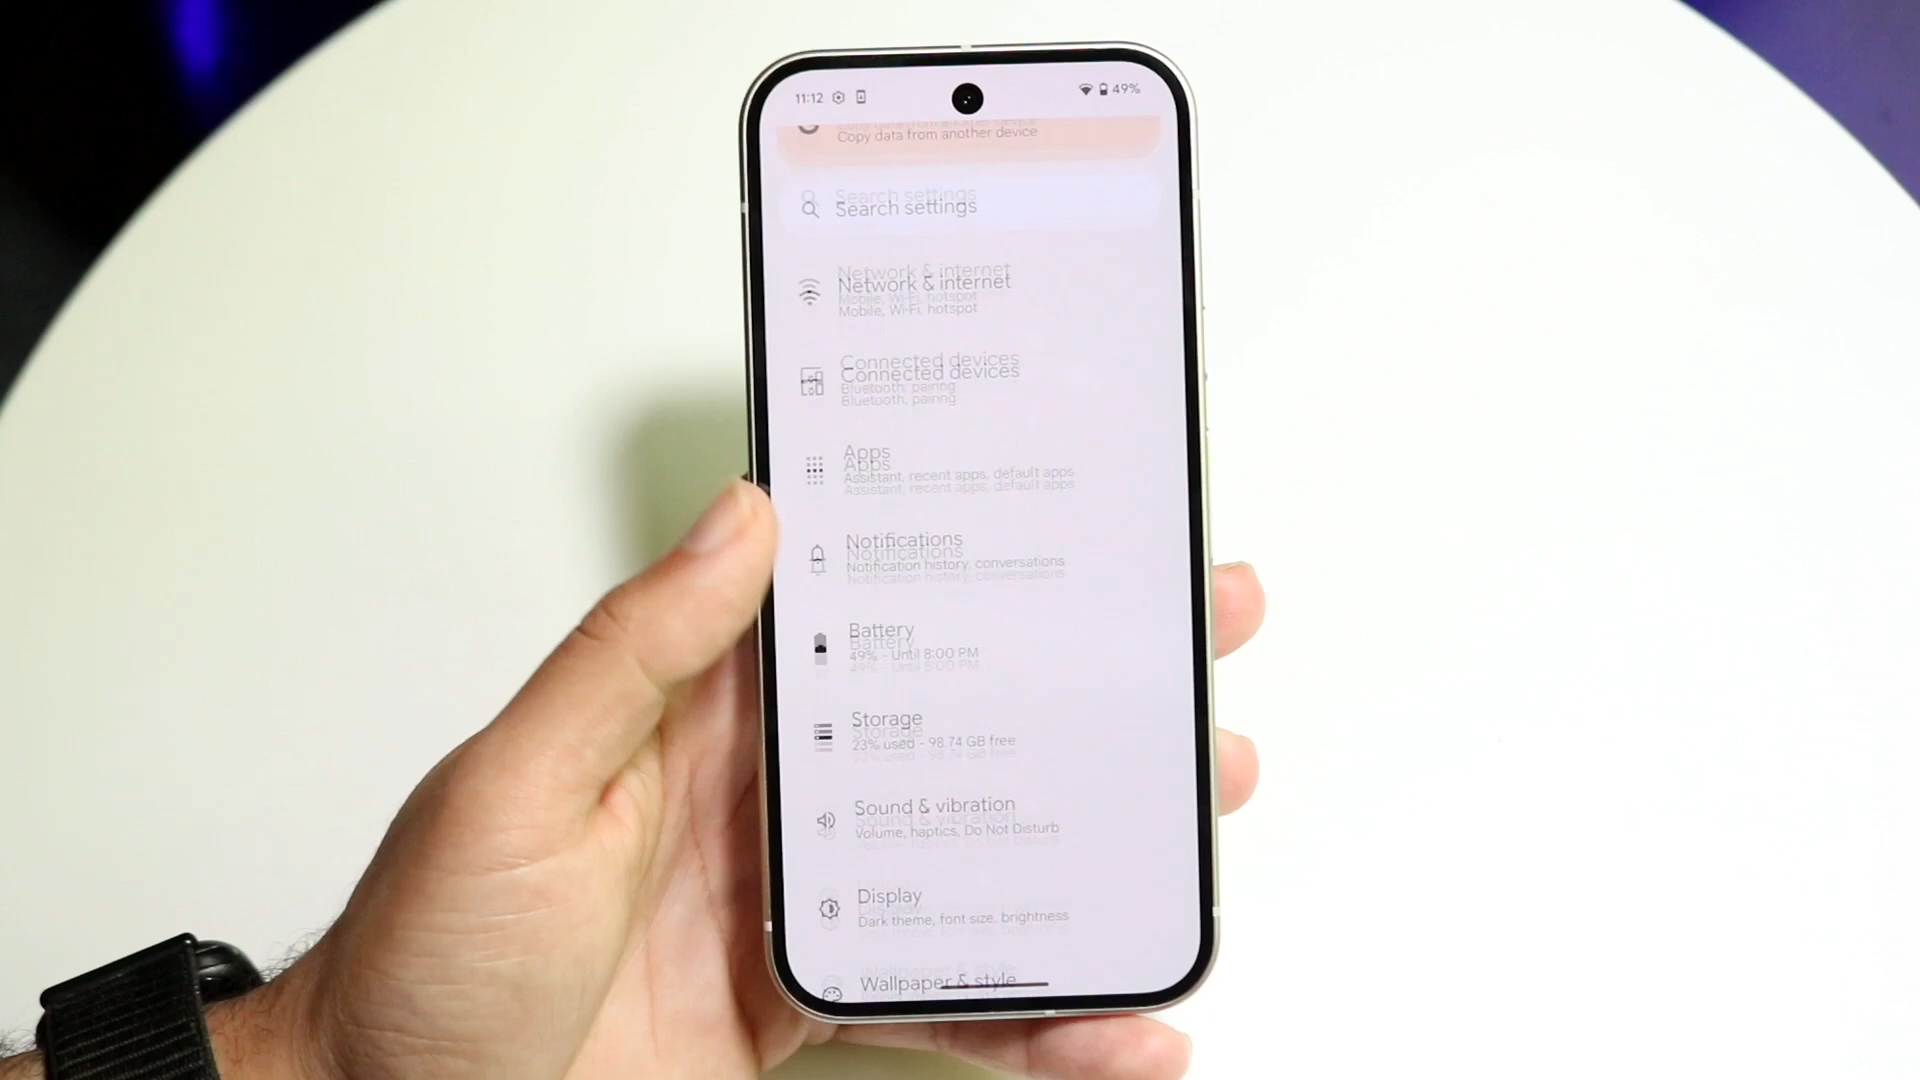 11:12
49%
Copy data from another device
Search settings
Network & internet
Mobile, Wi-Fi, hotspot
Connected devices
Bluetooth, pairing
Apps
Assistant, recent apps, default apps
Notifications
Notification history, conversations
Battery
49% - Until 8:00 PM
Storage
23% used - 98.74 GB free
Sound & vibration
Volume, haptics, Do Not Disturb
Display
Dark theme, font size, brightness
Wallpaper & style